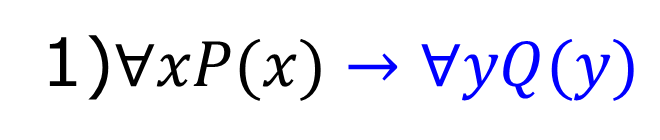 1)∀xP(x) → ∀yQ(y)